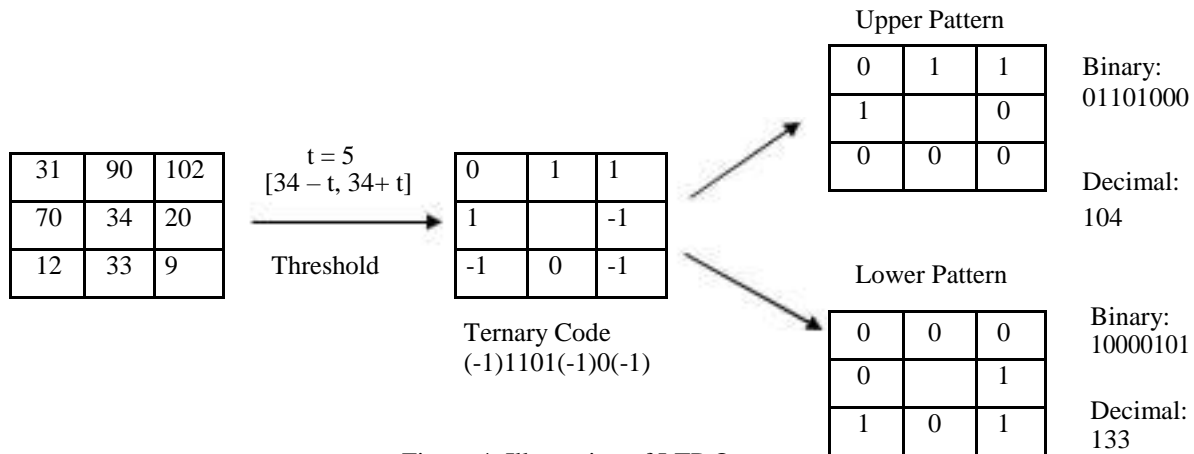 Upper Pattern
0 1 1
1 0
0 0 0
Binary:
01101000
Decimal:
104
31 90 102
70 34 20
12 33 9
t = 5
[34 – t, 34+ t]
Threshold
0 1 1
1 -1
-1 0 -1
Ternary Code
(-1)1101(-1)0(-1)
Lower Pattern
0 0 0
0 1
1 0 1
Binary:
10000101
Decimal:
133